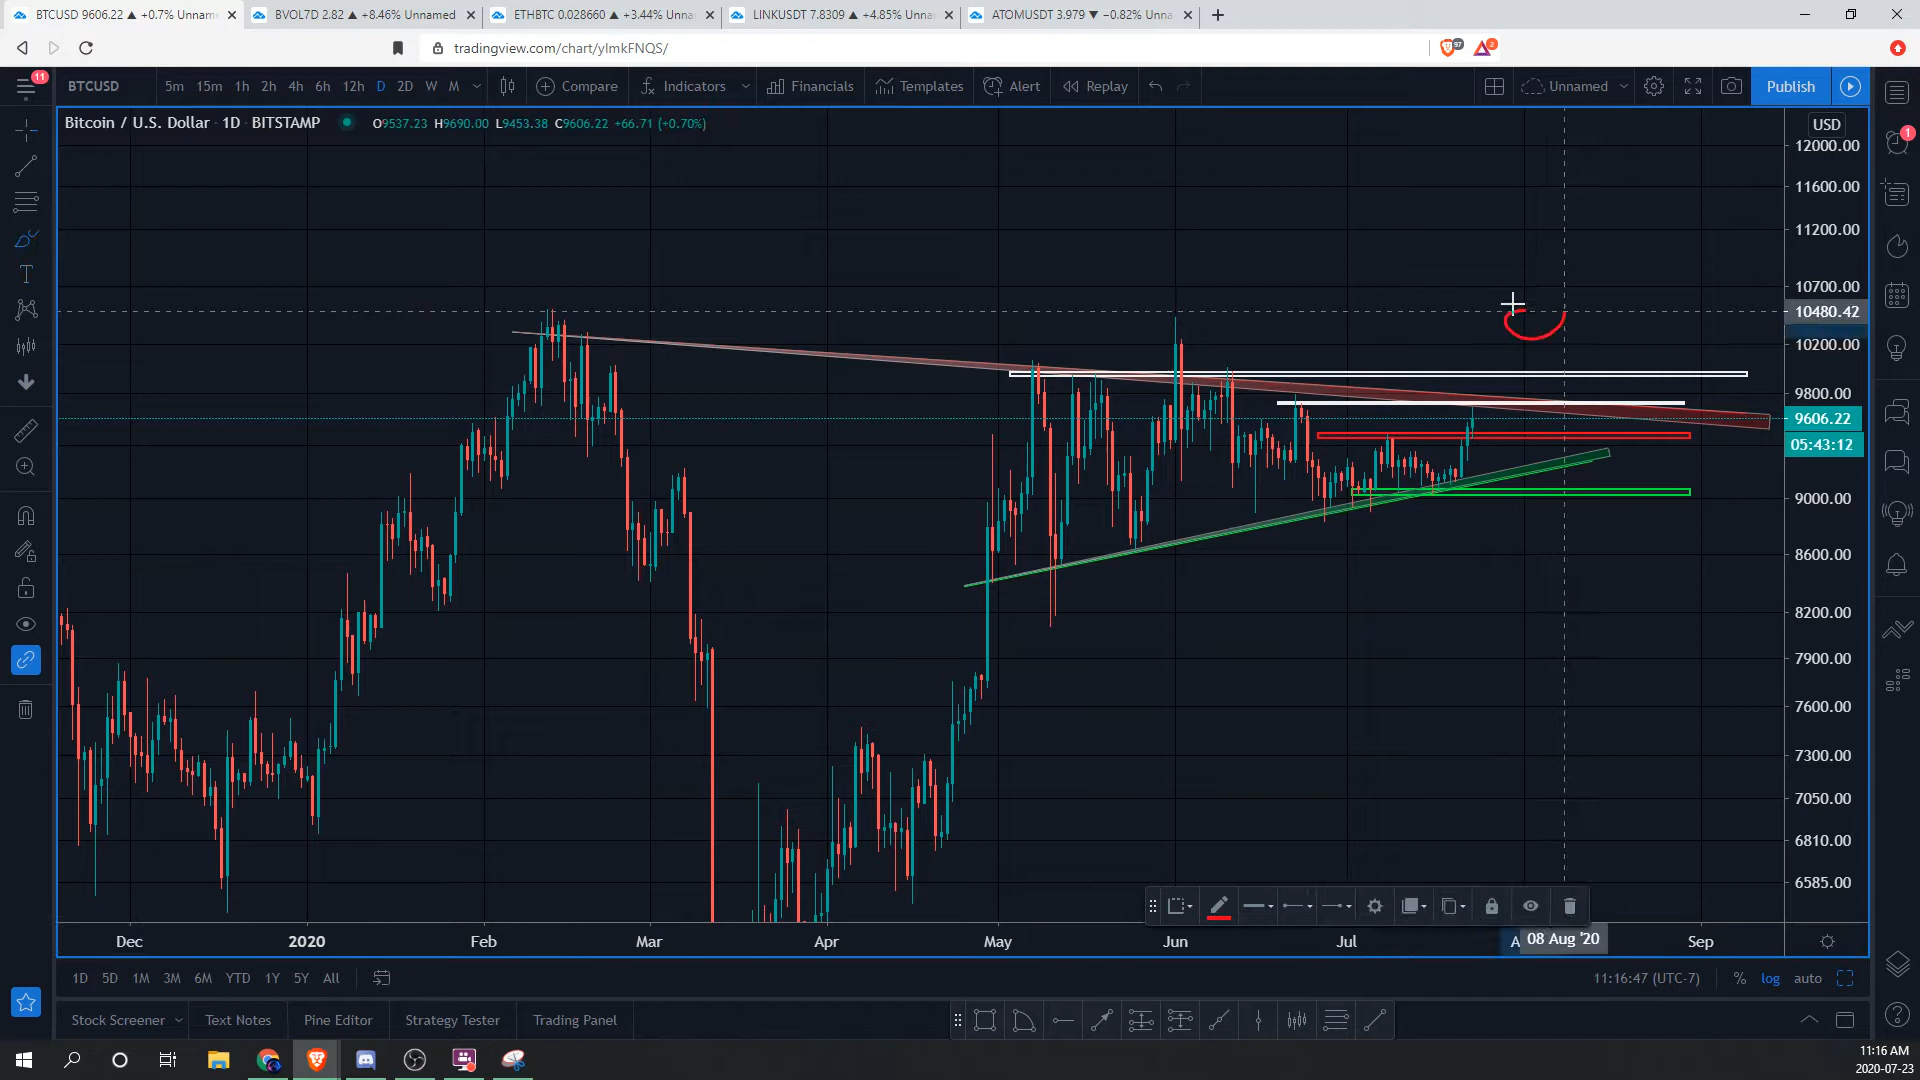 BTCUSD 9606.22 ▲ +0.7% Unnam
BVOL7D 2.82 ▲ +8.46% Unnamed
ETHBTC 0.028660 ▲ +3.44% Unna
LINKUSDT 7.8309 ▲ +4.85% Unna
ATOMUSDT 3.979 ▼ −0.82% Unna
tradingview.com/chart/ylmkFNQS/
97
2
11
BTCUSD
5m 15m 1h 2h 4h 6h 12h D 2D W M
Compare
Indicators
Financials
Templates
Alert
Replay
Unnamed
Publish
Bitcoin / U.S. Dollar 1D BITSTAMP
O9537.23 H9690.00 L9453.38 C9606.22 +66.71 (+0.70%)
USD
1
12000.00
11600.00
11200.00
10700.00
10480.42
10200.00
9800.00
9606.22
05:43:12
9000.00
8600.00
8200.00
7900.00
7600.00
7300.00
7050.00
6810.00
6585.00
Dec 2020 Feb Mar Apr May Jun Jul A 08 Aug '20 Sep
1D 5D 1M 3M 6M YTD 1Y 5Y All
11:16:47 (UTC-7) % log auto
Stock Screener Text Notes Pine Editor Strategy Tester Trading Panel
11:16 AM
2020-07-23